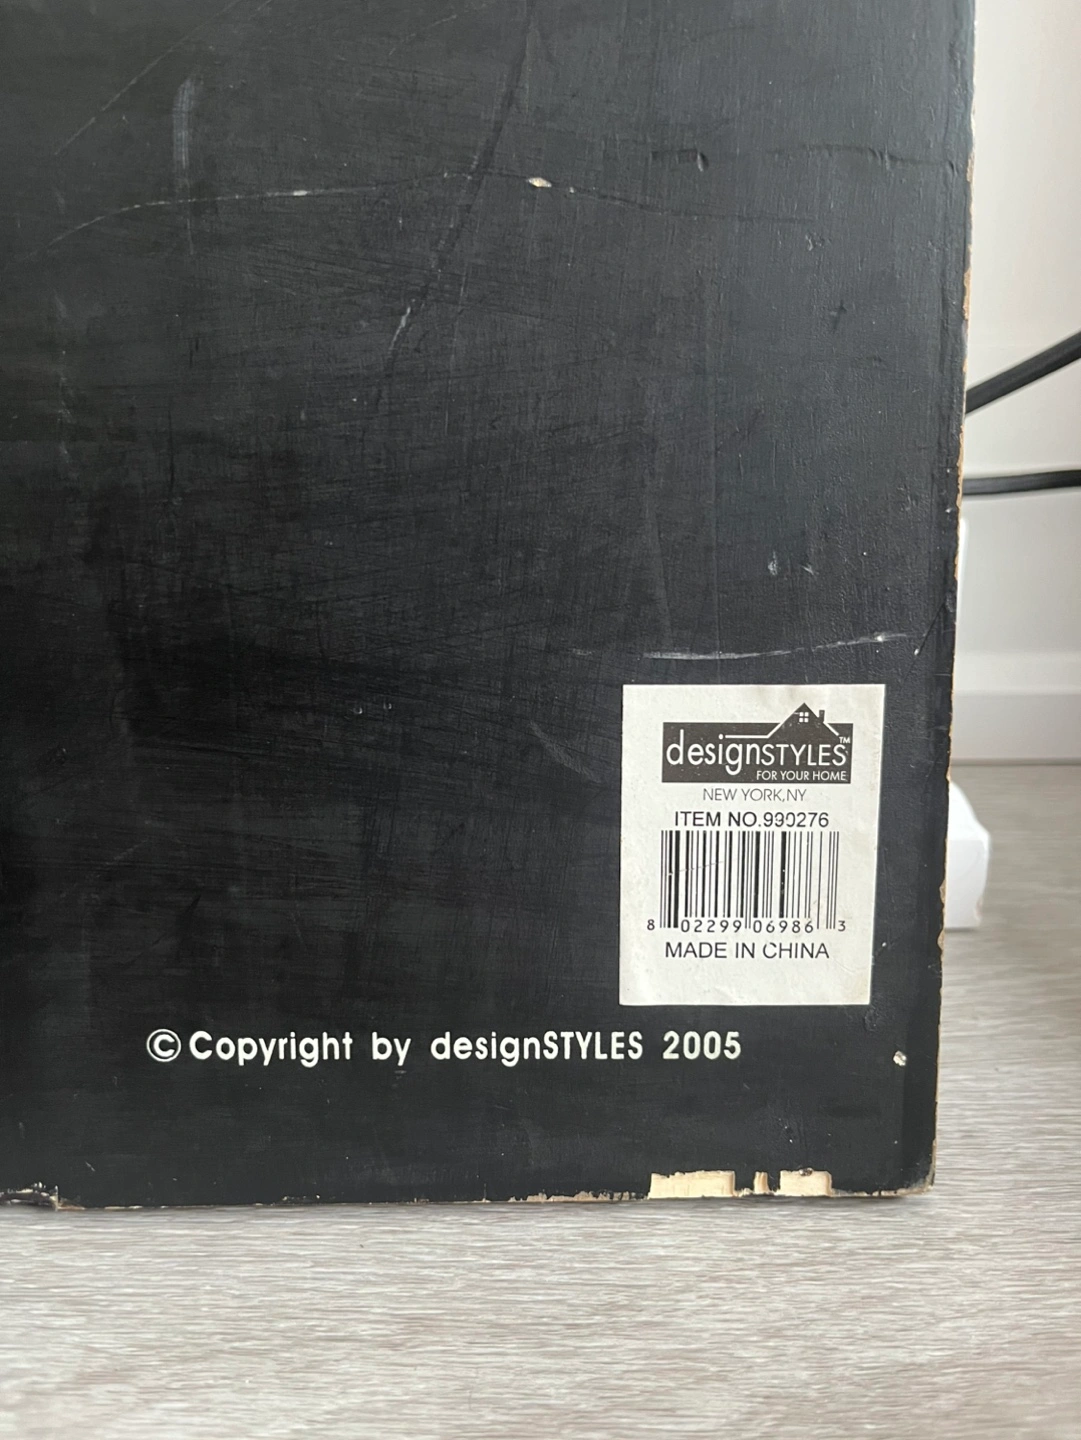 designSTYLES™
FOR YOUR HOME
NEW YORK,NY
ITEM NO.990276
8 02299 06986 3
MADE IN CHINA
© Copyright by designSTYLES 2005